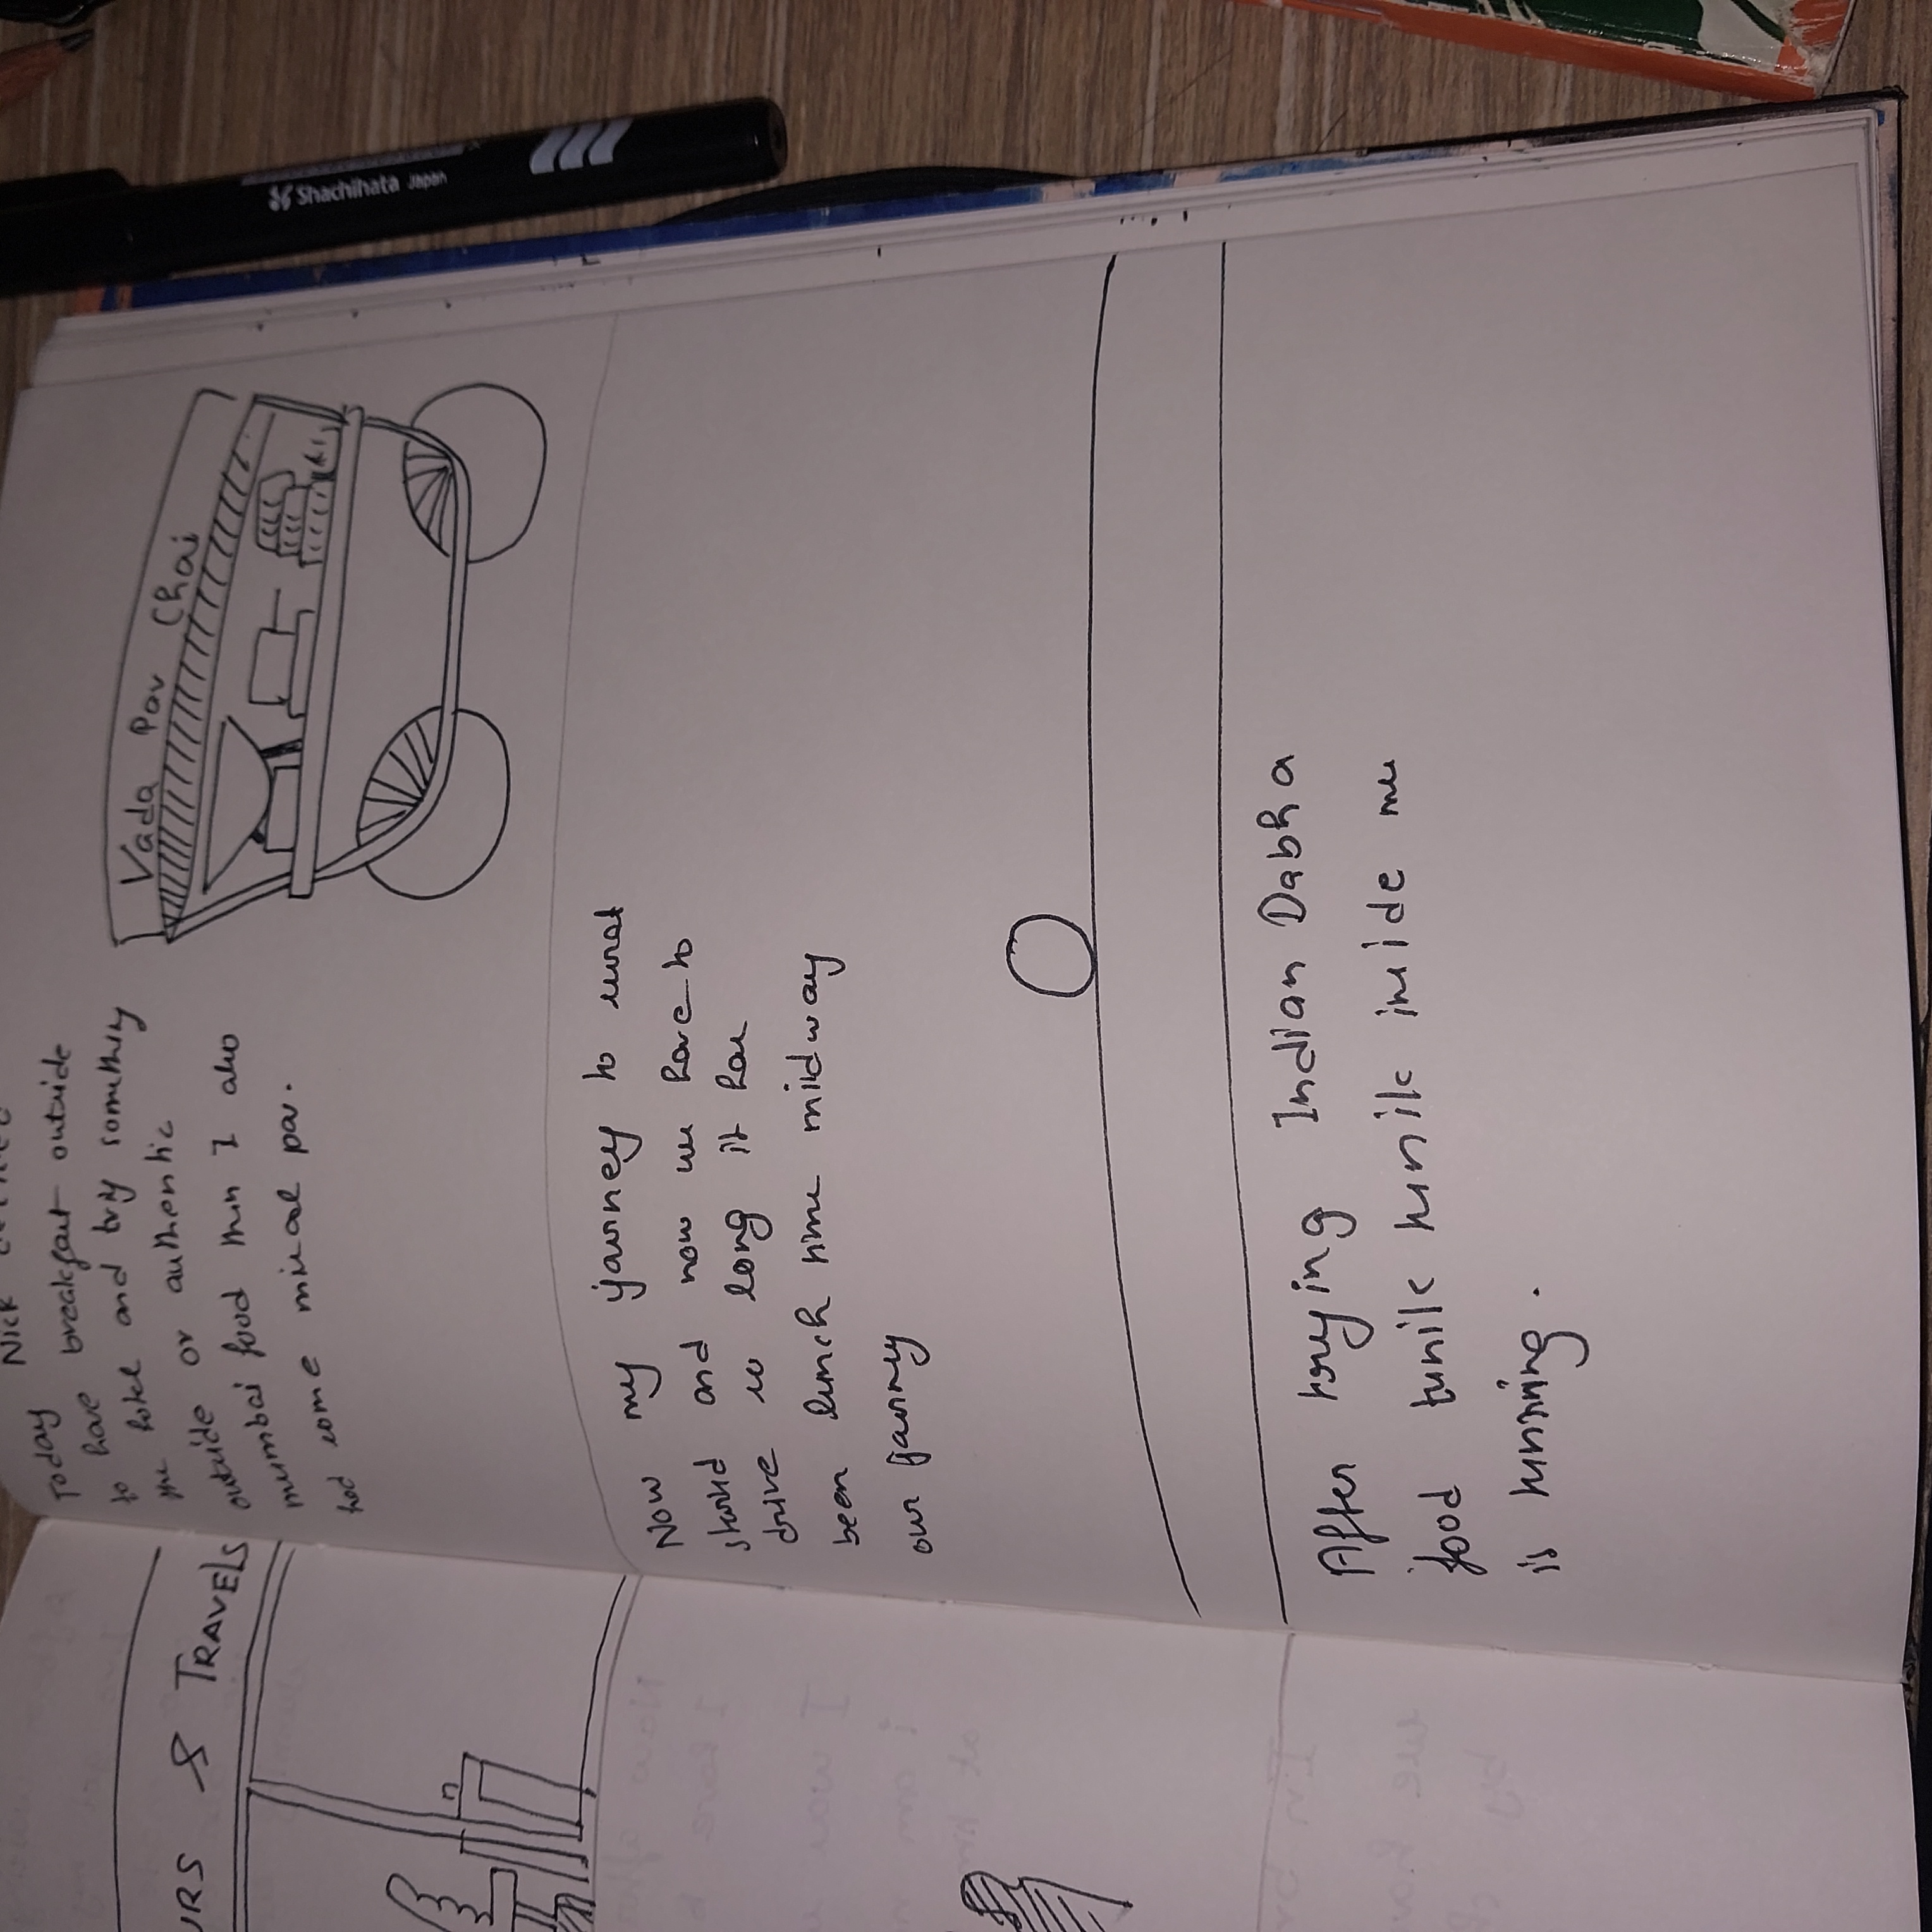 URS & TRAVELS
Today Nick
to have breakfast outside
the hotel and try something
outside or authentic
mumbai food then I also
had some misal pav.
Vada Pav Chai
Now my journey to surat
started and now we have to
drive so long it has
been lunch time midway
our journey
After trying Indian Dabha
food tunik tunik inside me
is running.
Shachihata Japan